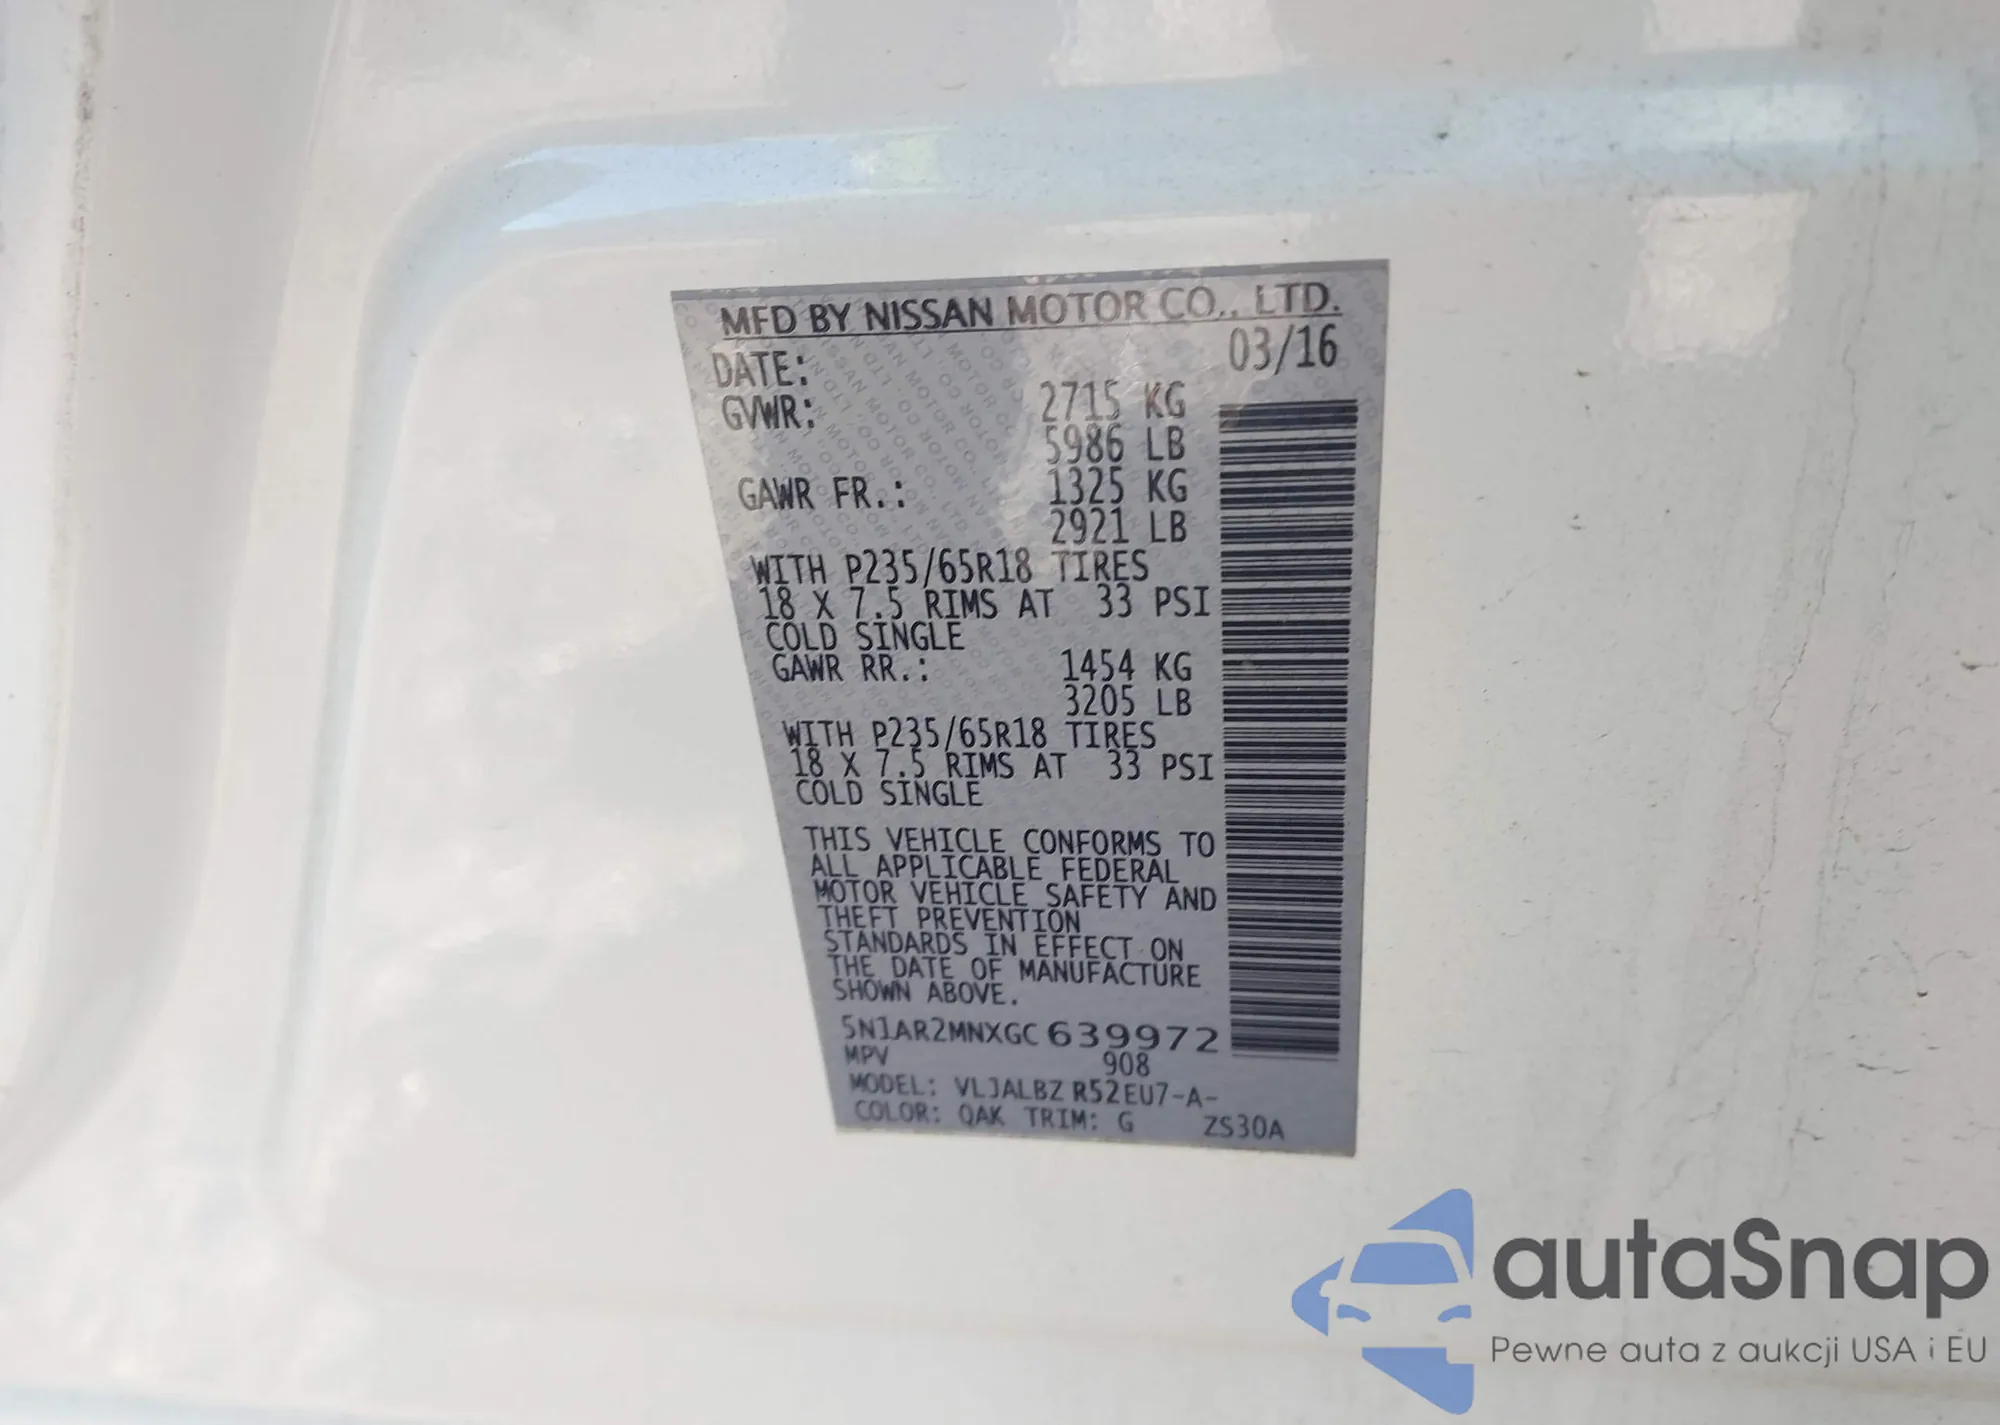 MFD BY NISSAN MOTOR CO., LTD.
DATE: 03/16
GVWR: 2715 KG
5986 LB
GAWR FR.: 1325 KG
2921 LB
WITH P235/65R18 TIRES
18 X 7.5 RIMS AT 33 PSI
COLD SINGLE
GAWR RR.: 1454 KG
3205 LB
WITH P235/65R18 TIRES
18 X 7.5 RIMS AT 33 PSI
COLD SINGLE
THIS VEHICLE CONFORMS TO
ALL APPLICABLE FEDERAL
MOTOR VEHICLE SAFETY AND
THEFT PREVENTION
STANDARDS IN EFFECT ON
THE DATE OF MANUFACTURE
SHOWN ABOVE.
5N1AR2MNXGC639972
MPV 908
MODEL: VLJALBZ R52EU7-A-
COLOR: QAK TRIM: G ZS30A
autaSnap
Pewne auta z aukcji USA i EU